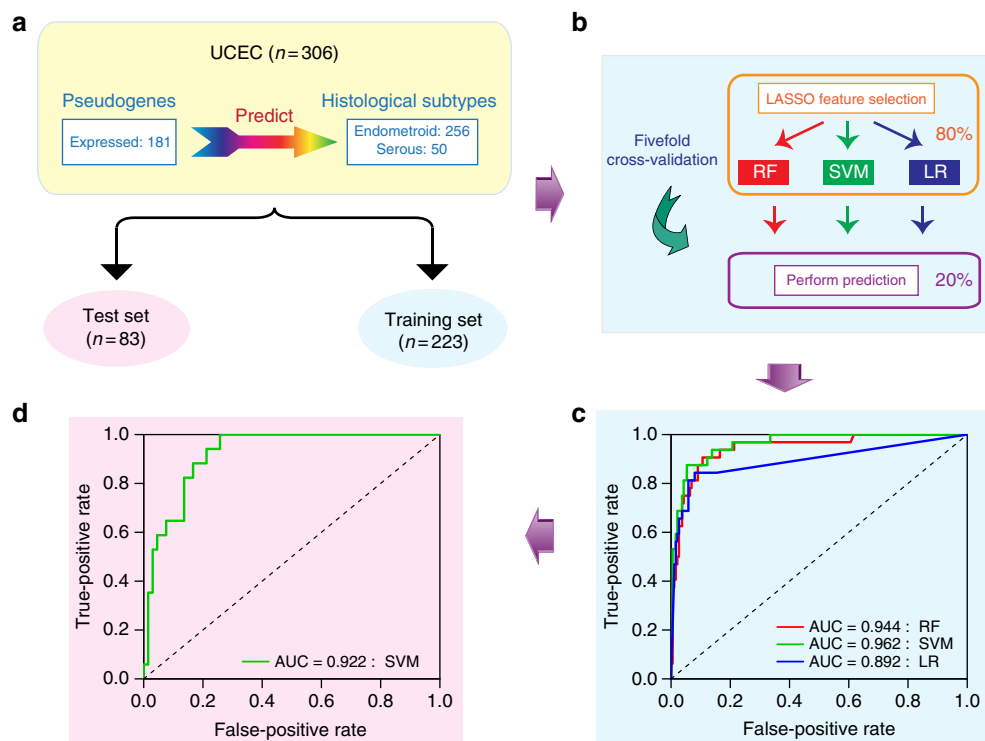 a
UCEC (n=306)
Pseudogenes
Expressed: 181
Predict
Histological subtypes
Endometroid: 256
Serous: 50
Test set
(n=83)
Training set
(n=223)
b
LASSO feature selection
80%
Fivefold
cross-validation
RF
SVM
LR
Perform prediction
20%
d
True-positive rate
1.0
0.8
0.6
0.4
0.2
0.0
AUC = 0.922 : SVM
0.0 0.2 0.4 0.6 0.8 1.0
False-positive rate
c
True-positive rate
1.0
0.8
0.6
0.4
0.2
0.0
AUC = 0.944 : RF
AUC = 0.962 : SVM
AUC = 0.892 : LR
0.0 0.2 0.4 0.6 0.8 1.0
False-positive rate